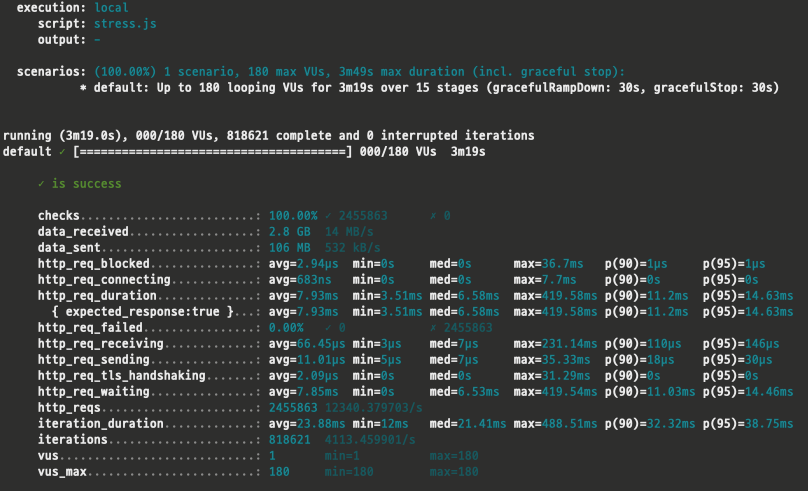 execution: local
script: stress.js
output: -
scenarios: (100.00%) 1 scenario, 180 max VUs, 3m49s max duration (incl. graceful stop):
* default: Up to 180 looping VUs for 3m19s over 15 stages (gracefulRampDown: 30s, gracefulStop: 30s)
running (3m19.0s), 000/180 VUs, 818621 complete and 0 interrupted iterations
default ✓ [======================================] 000/180 VUs  3m19s
✓ is success
checks.........................: 100.00% ✓ 2455863      ✗ 0
data_received..................: 2.8 GB  14 MB/s
data_sent......................: 106 MB  532 kB/s
http_req_blocked...............: avg=2.94µs  min=0s     med=0s      max=36.7ms   p(90)=1µs     p(95)=1µs
http_req_connecting............: avg=683ns   min=0s     med=0s      max=7.7ms    p(90)=0s      p(95)=0s
http_req_duration..............: avg=7.93ms  min=3.51ms med=6.58ms  max=419.58ms p(90)=11.2ms  p(95)=14.63ms
{ expected_response:true }...: avg=7.93ms  min=3.51ms med=6.58ms  max=419.58ms p(90)=11.2ms  p(95)=14.63ms
http_req_failed................: 0.00%   ✓ 0            ✗ 2455863
http_req_receiving.............: avg=66.45µs min=3µs    med=7µs     max=231.14ms p(90)=110µs   p(95)=146µs
http_req_sending...............: avg=11.01µs min=5µs    med=7µs     max=35.33ms  p(90)=18µs    p(95)=30µs
http_req_tls_handshaking.......: avg=2.09µs  min=0s     med=0s      max=31.29ms  p(90)=0s      p(95)=0s
http_req_waiting...............: avg=7.85ms  min=0s     med=6.53ms  max=419.54ms p(90)=11.03ms p(95)=14.46ms
http_reqs......................: 2455863 12340.379703/s
iteration_duration.............: avg=23.88ms min=12ms   med=21.41ms max=488.51ms p(90)=32.32ms p(95)=38.75ms
iterations.....................: 818621  4113.459901/s
vus............................: 1       min=1          max=180
vus_max........................: 180     min=180        max=180